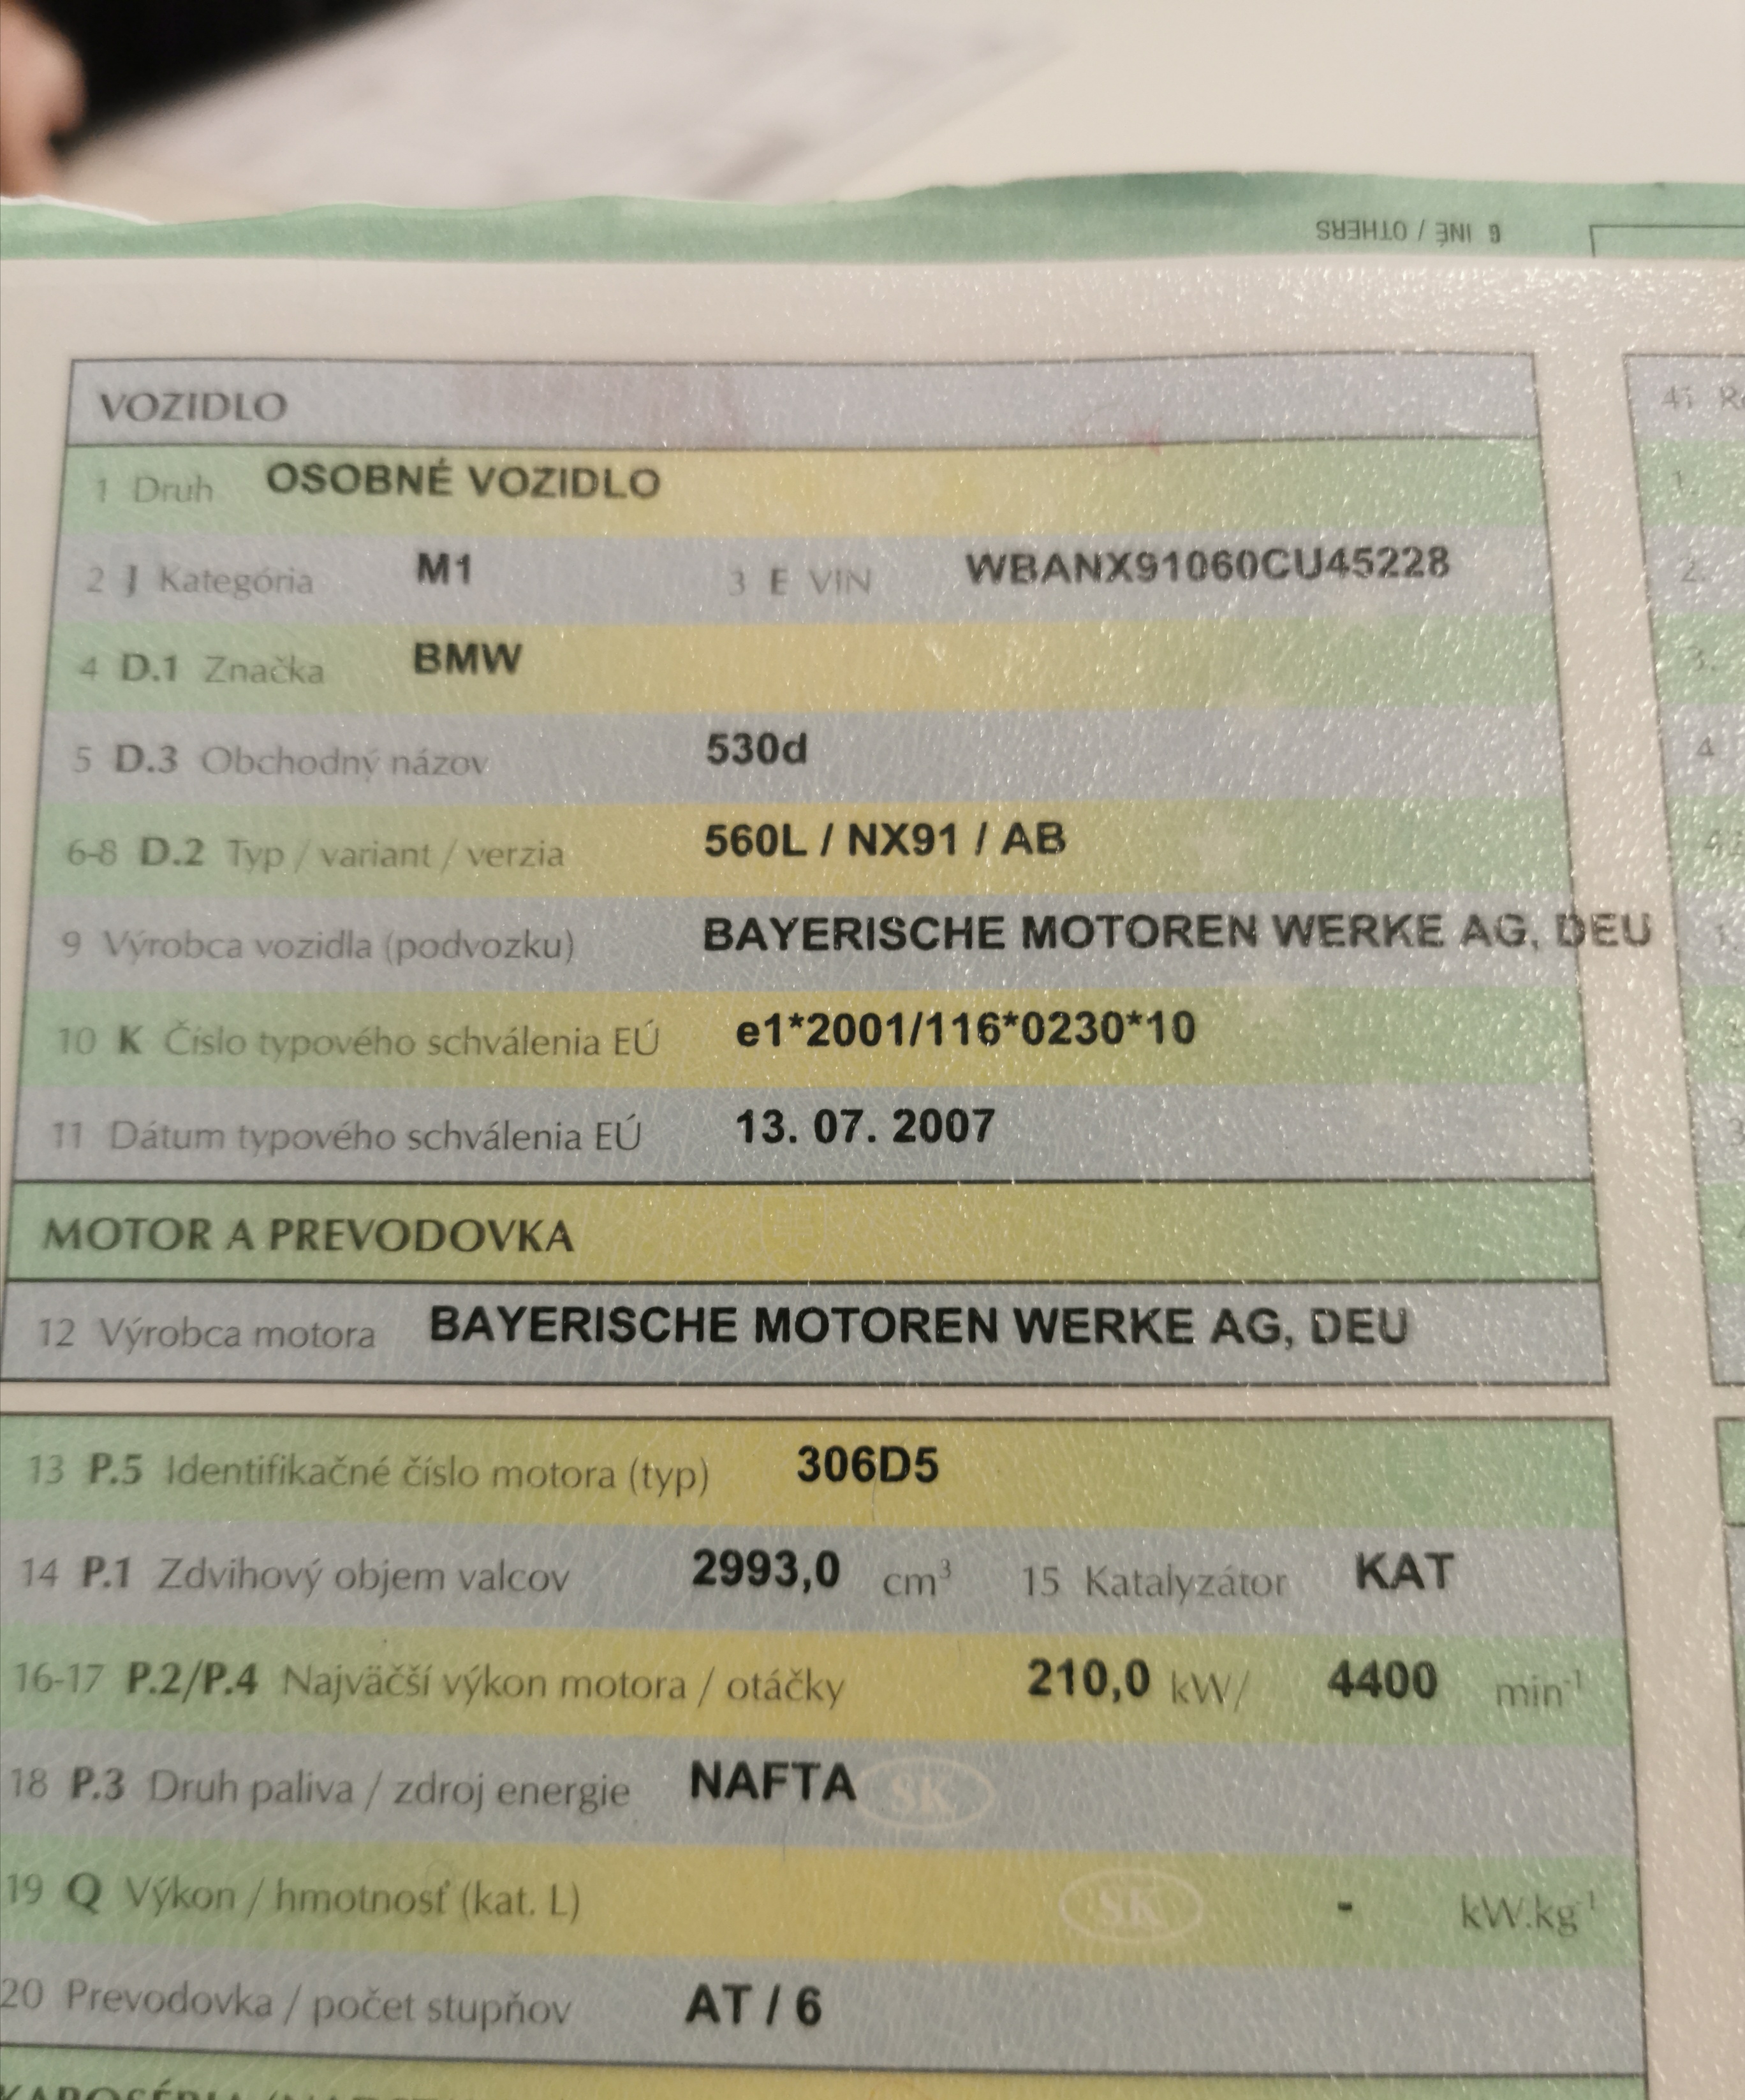 6 INÉ / OTHERS
VOZIDLO
1 Druh OSOBNÉ VOZIDLO
2 J Kategória M1 3 E VIN WBANX91060CU45228
4 D.1 Značka BMW
5 D.3 Obchodný názov 530d
6-8 D.2 Typ / variant / verzia 560L / NX91 / AB
9 Výrobca vozidla (podvozku) BAYERISCHE MOTOREN WERKE AG, DEU
10 K Číslo typového schválenia EÚ e1*2001/116*0230*10
11 Dátum typového schválenia EÚ 13. 07. 2007
MOTOR A PREVODOVKA
12 Výrobca motora BAYERISCHE MOTOREN WERKE AG, DEU
13 P.5 Identifikačné číslo motora (typ) 306D5
14 P.1 Zdvihový objem valcov 2993,0 cm³ 15 Katalyzátor KAT
16-17 P.2/P.4 Najväčší výkon motora / otáčky 210,0 kW/ 4400 min⁻¹
18 P.3 Druh paliva / zdroj energie NAFTA SK
19 Q Výkon / hmotnosť (kat. L) SK - kW.kg⁻¹
20 Prevodovka / počet stupňov AT / 6